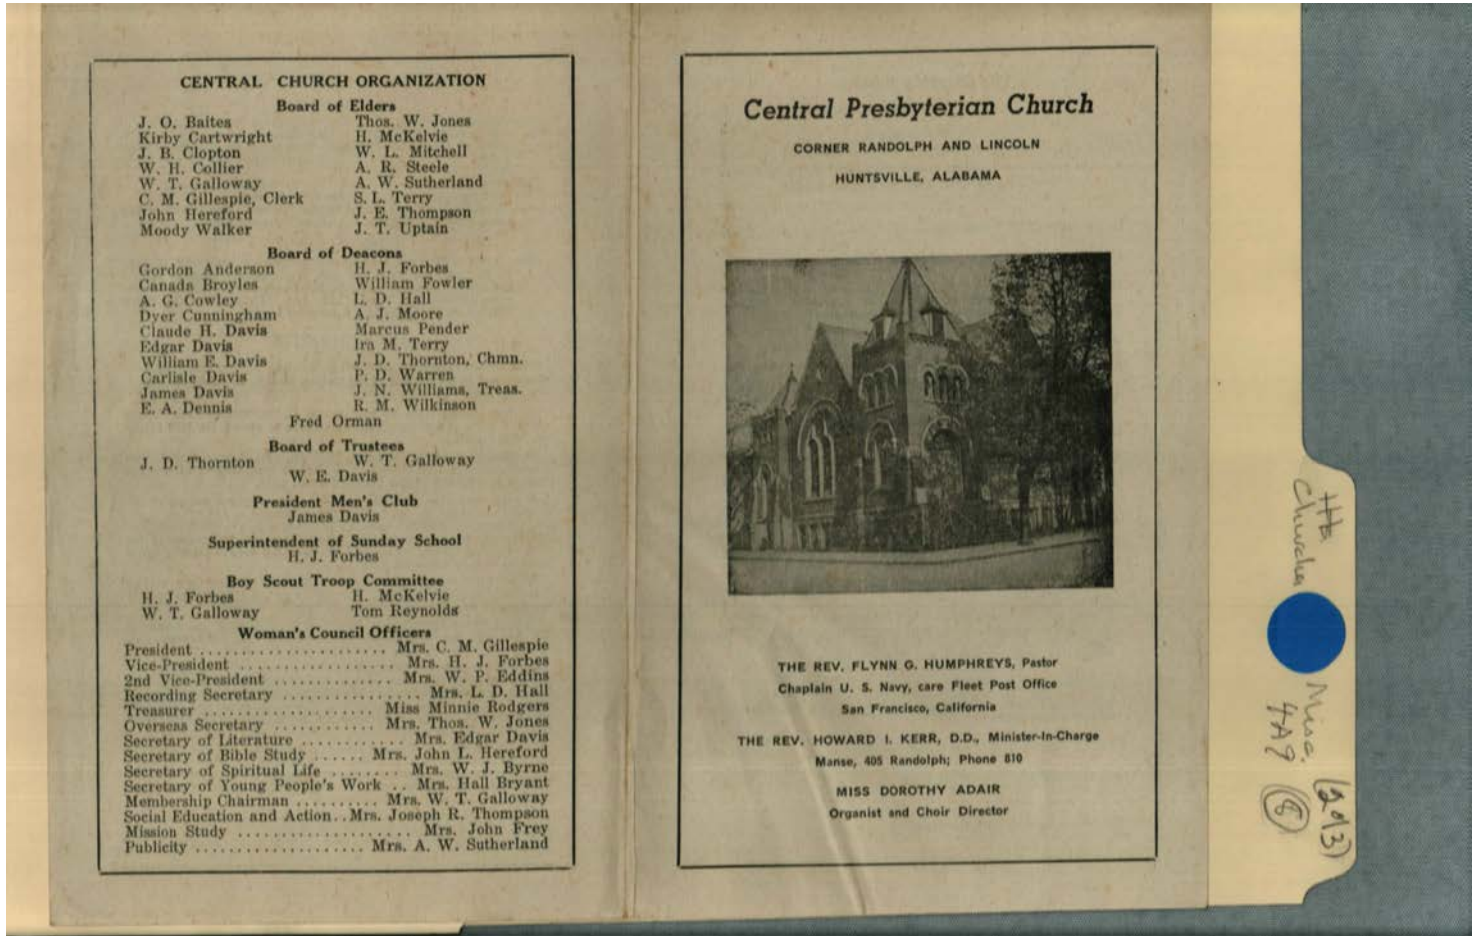 CENTRAL CHURCH ORGANIZATION
Board of Elders
J. O. Baites Thos. W. Jones
Kirby Cartwright H. McKelvie
J. B. Clopton W. L. Mitchell
W. H. Collier A. R. Steele
W. T. Galloway A. W. Sutherland
C. M. Gillespie, Clerk S. L. Terry
John Hereford J. E. Thompson
Moody Walker J. T. Uptain
Board of Deacons
Gordon Anderson H. J. Forbes
Canada Broyles William Fowler
A. G. Cowley L. D. Hall
Dyer Cunningham A. J. Moore
Claude H. Davis Marcus Pender
Edgar Davis Ira M. Terry
William E. Davis J. D. Thornton, Chmn.
Carlisle Davis P. D. Warren
James Davis J. N. Williams, Treas.
E. A. Dennis R. M. Wilkinson
Fred Orman
Board of Trustees
J. D. Thornton W. T. Galloway
W. E. Davis
President Men's Club
James Davis
Superintendent of Sunday School
H. J. Forbes
Boy Scout Troop Committee
H. J. Forbes H. McKelvie
W. T. Galloway Tom Reynolds
Woman's Council Officers
President ...................... Mrs. C. M. Gillespie
Vice-President .................. Mrs. H. J. Forbes
2nd Vice-President ............... Mrs. W. P. Eddins
Recording Secretary ................ Mrs. L. D. Hall
Treasurer .................... Miss Minnie Rodgers
Overseas Secretary ............ Mrs. Thos. W. Jones
Secretary of Literature ............ Mrs. Edgar Davis
Secretary of Bible Study ...... Mrs. John L. Hereford
Secretary of Spiritual Life ........ Mrs. W. J. Byrne
Secretary of Young People's Work .. Mrs. Hall Bryant
Membership Chairman .......... Mrs. W. T. Galloway
Social Education and Action..Mrs. Joseph R. Thompson
Mission Study .................... Mrs. John Frey
Publicity ................... Mrs. A. W. Sutherland
Central Presbyterian Church
CORNER RANDOLPH AND LINCOLN
HUNTSVILLE, ALABAMA
THE REV. FLYNN G. HUMPHREYS, Pastor
Chaplain U. S. Navy, care Fleet Post Office
San Francisco, California
THE REV. HOWARD I. KERR, D.D., Minister-In-Charge
Manse, 405 Randolph; Phone 810
MISS DOROTHY ADAIR
Organist and Choir Director
Churches
Misc. (2013)
(8)